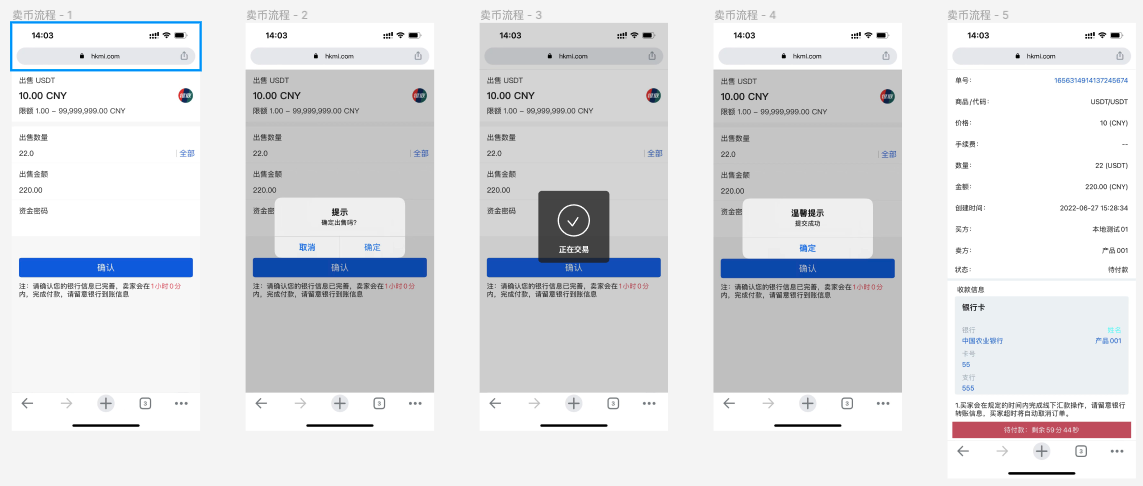 卖币流程 - 1
14:03
hkmi.com
出售 USDT
10.00 CNY
限额 1.00 ~ 99,999,999.00 CNY
出售数量
22.0
全部
出售金额
220.00
资金密码
确认
注：请确认您的银行信息已完善，卖家会在1小时0分
内，完成付款，请留意银行到账信息
3
卖币流程 - 2
14:03
hkmi.com
出售 USDT
10.00 CNY
限额 1.00 ~ 99,999,999.00 CNY
出售数量
22.0
全部
出售金额
220.00
资金密
提示
确定出售吗?
取消
确定
确认
注：请确认您的银行信息已完善，卖家会在1小时0分
内，完成付款，请留意银行到账信息
3
卖币流程 - 3
14:03
hkmi.com
出售 USDT
10.00 CNY
限额 1.00 ~ 99,999,999.00 CNY
出售数量
22.0
全部
出售金额
220.00
资金密码
正在交易
确认
注：请确认您的银行信息已完善，卖家会在1小时0分
内，完成付款，请留意银行到账信息
3
卖币流程 - 4
14:03
hkmi.com
出售 USDT
10.00 CNY
限额 1.00 ~ 99,999,999.00 CNY
出售数量
22.0
全部
出售金额
220.00
资金密
温馨提示
提交成功
确定
确认
注：请确认您的银行信息已完善，卖家会在1小时0分
内，完成付款，请留意银行到账信息
3
卖币流程 - 5
14:03
hkmi.com
单号： 1656314914137245674
商品/代码： USDT/USDT
价格： 10 (CNY)
手续费： --
数量： 22 (USDT)
金额： 220.00 (CNY)
创建时间： 2022-06-27 15:28:34
买方： 本地测试01
卖方： 产品 001
状态： 待付款
收款信息
银行卡
银行 姓名
中国农业银行 产品 001
卡号
55
支行
555
1.买家会在规定的时间内完成线下汇款操作，请留意银行
转账信息，买家超时将自动取消订单。
待付款：剩余59分44秒
3